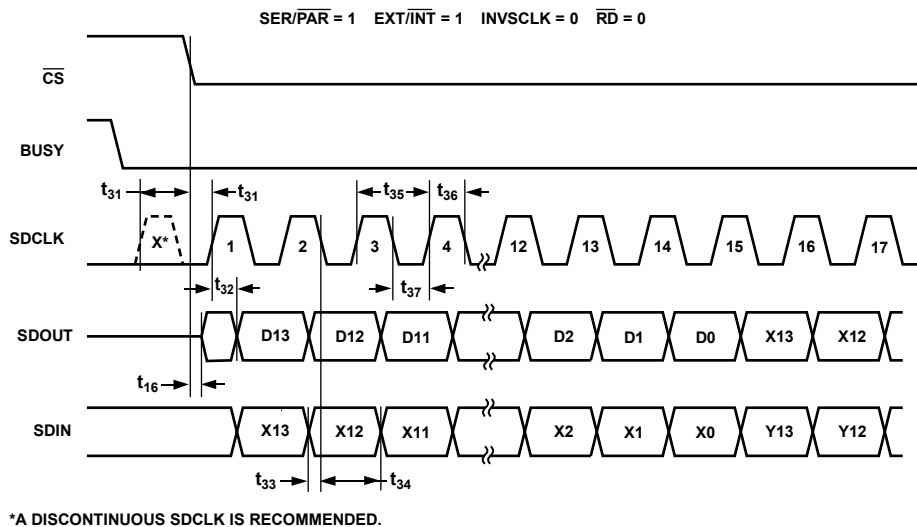 SER/PAR = 1 EXT/INT = 1 INVSCLK = 0 RD = 0
CS
BUSY
t31 t31 t35 t36
SDCLK X* 1 2 3 4 12 13 14 15 16 17
t32 t37
SDOUT D13 D12 D11 D2 D1 D0 X13 X12
t16
SDIN X13 X12 X11 X2 X1 X0 Y13 Y12
t33 t34
*A DISCONTINUOUS SDCLK IS RECOMMENDED.